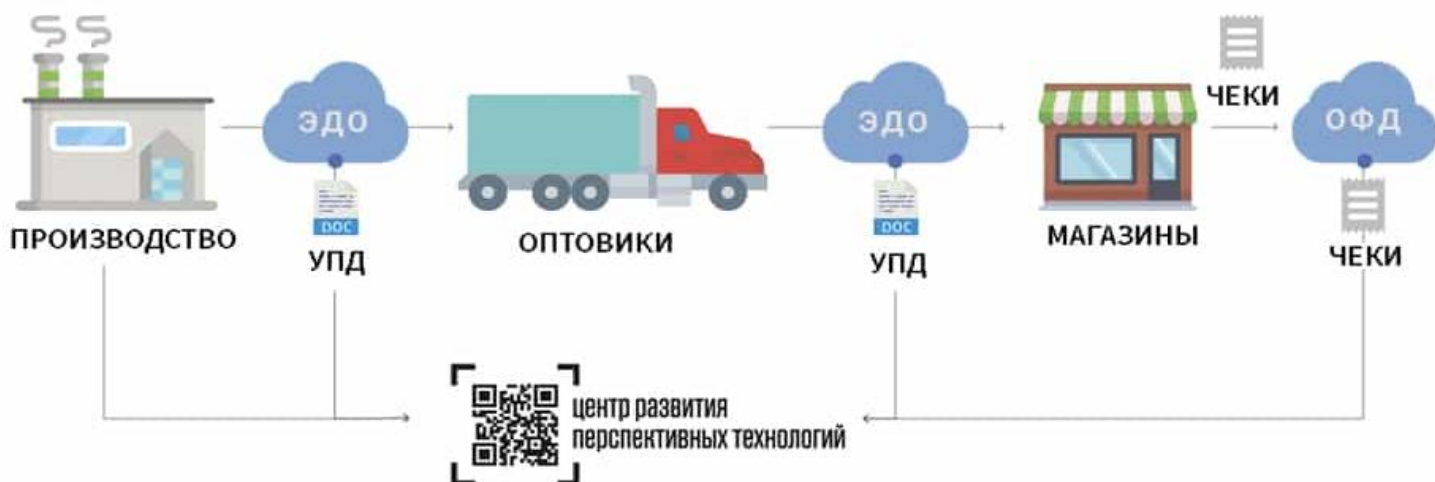 ЧЕКИ
ЭДО
ЭДО
ОФД
DOC
DOC
ПРОИЗВОДСТВО
УПД
ОПТОВИКИ
УПД
МАГАЗИНЫ
ЧЕКИ
центр развития
перспективных технологий